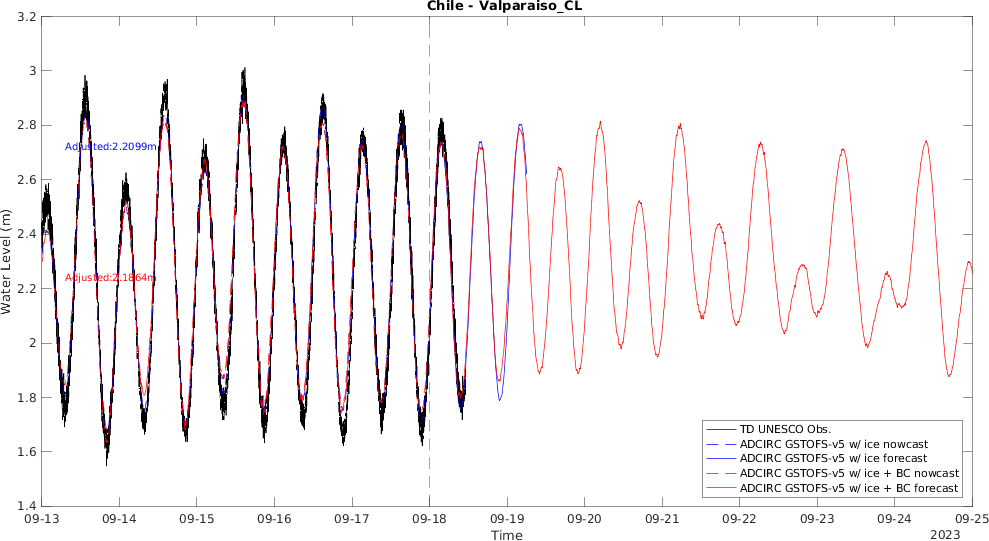 Chile - Valparaiso_CL
3.2
3
2.8
2.6
2.4
2.2
2
1.8
1.6
1.4
Water Level (m)
Adjusted:2.2099m
Adjusted:2.1864m
TD UNESCO Obs.
ADCIRC GSTOFS-v5 w/ ice nowcast
ADCIRC GSTOFS-v5 w/ ice forecast
ADCIRC GSTOFS-v5 w/ ice + BC nowcast
ADCIRC GSTOFS-v5 w/ ice + BC forecast
09-13 09-14 09-15 09-16 09-17 09-18 09-19 09-20 09-21 09-22 09-23 09-24 09-25
Time
2023